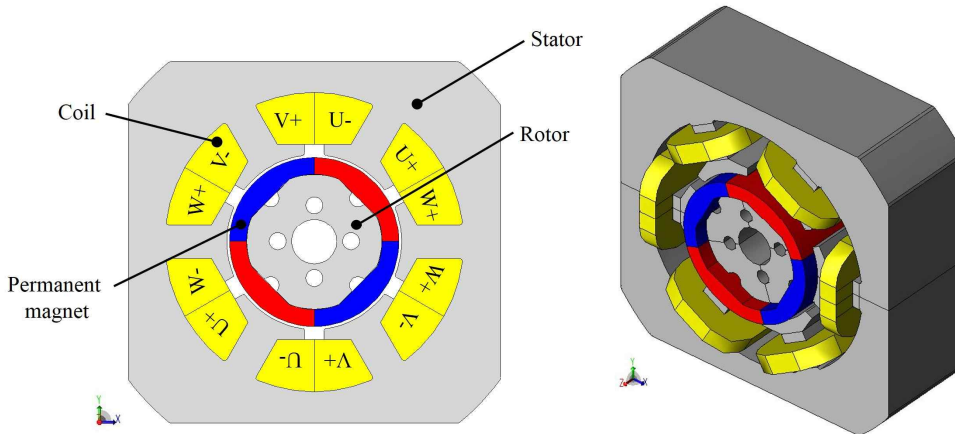 Stator
V+ U-
Coil
Rotor
V-
U+
W+
W+
W-
W+
Permanent
magnet
U+
V-
U-
V+
Y
X
Y
Z
X